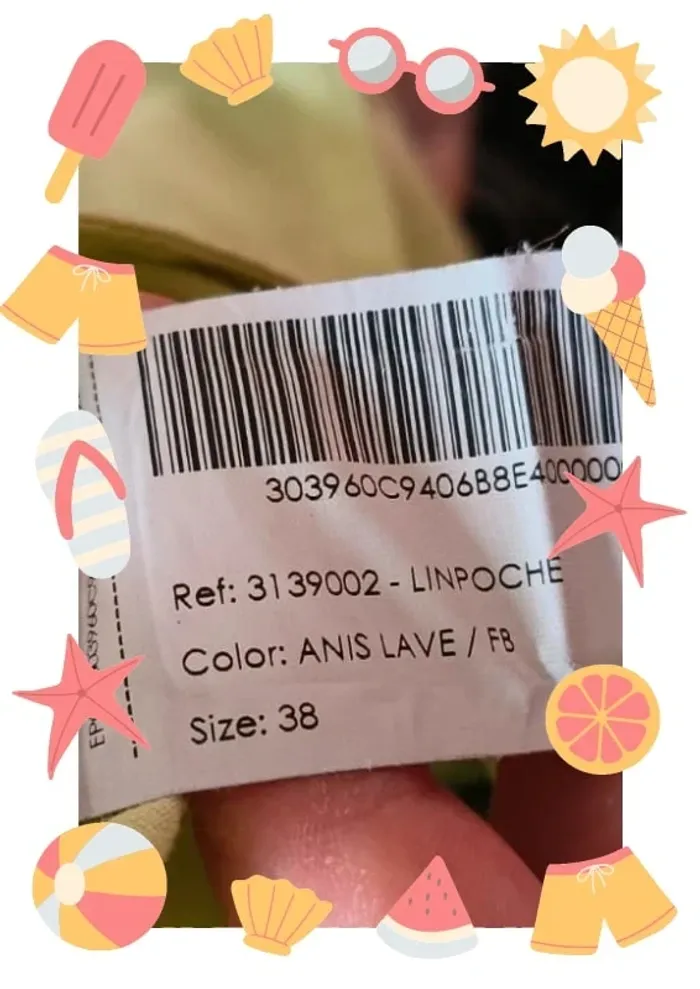 303960C9406B8E400000
Ref: 3139002 - LINPOCHE
Color: ANIS LAVE / FB
Size: 38